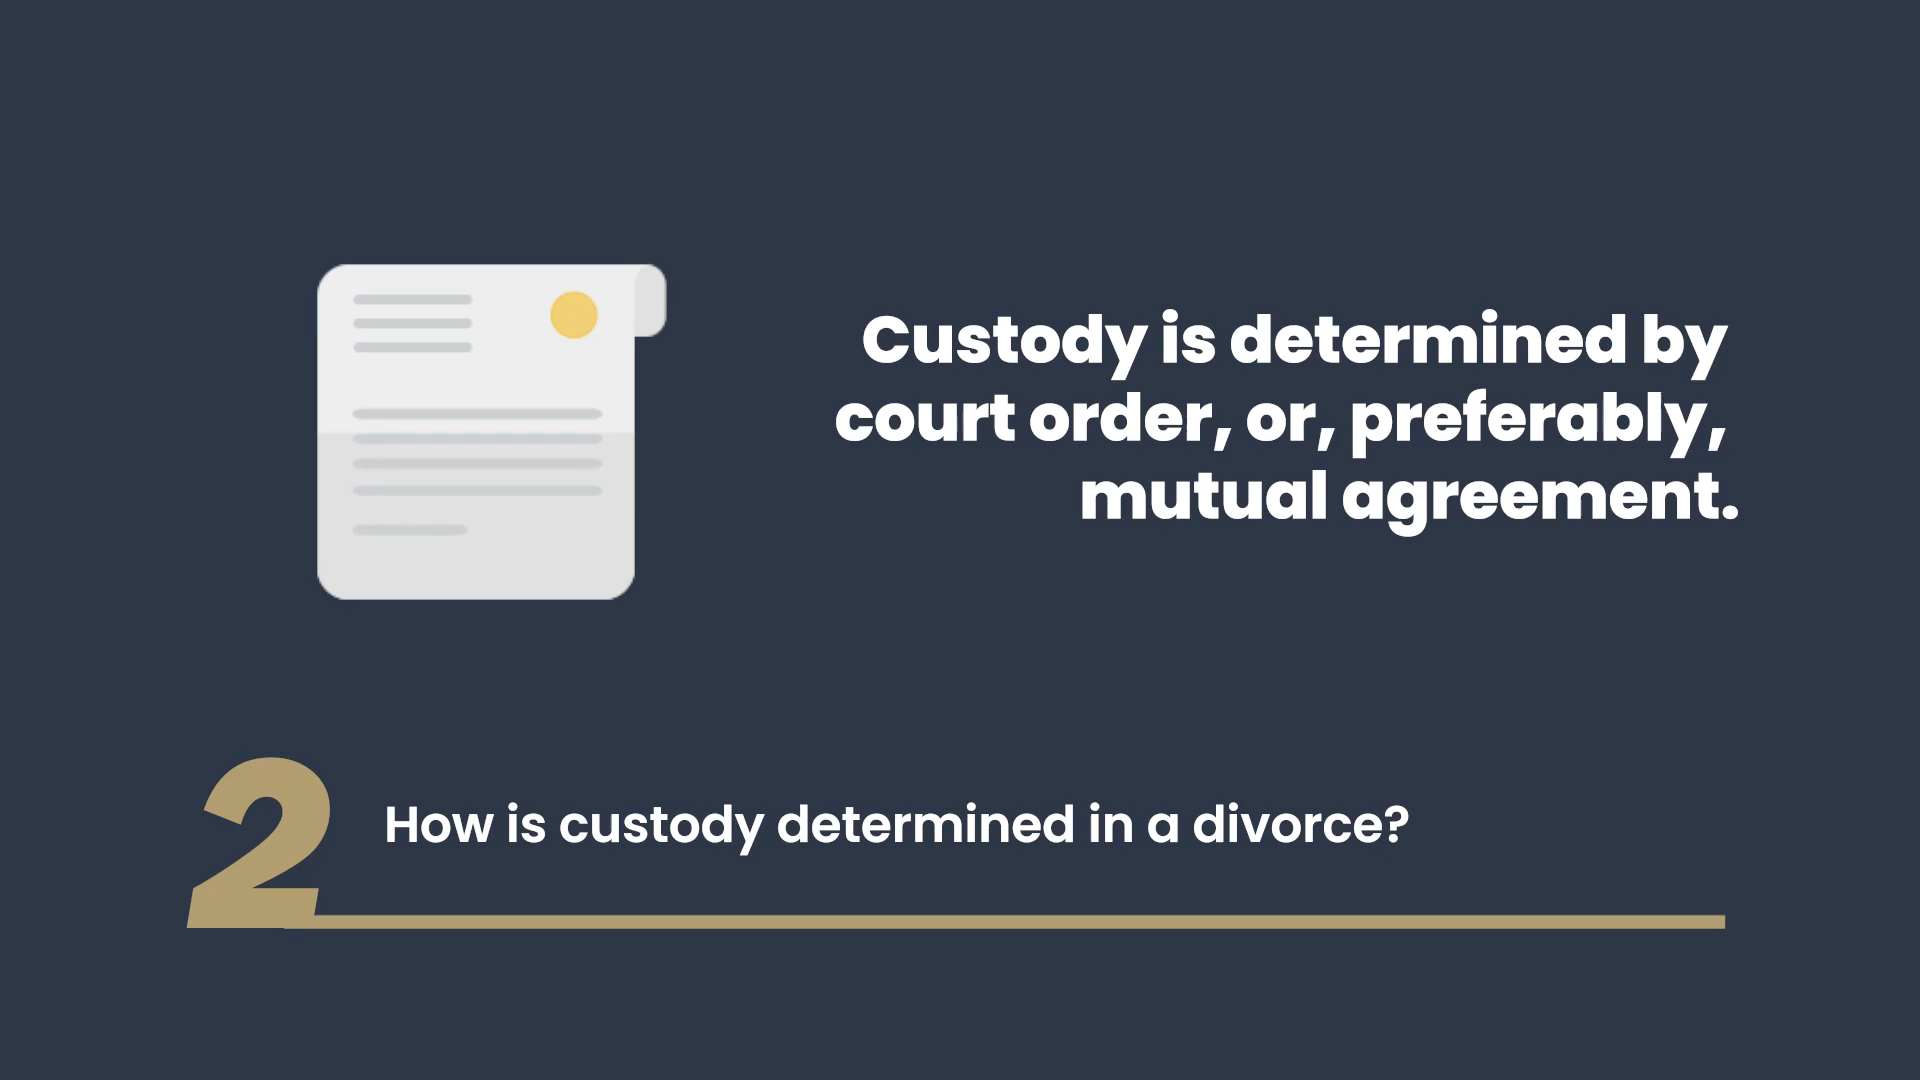 Custody is determined by
court order, or, preferably,
mutual agreement.
2
How is custody determined in a divorce?